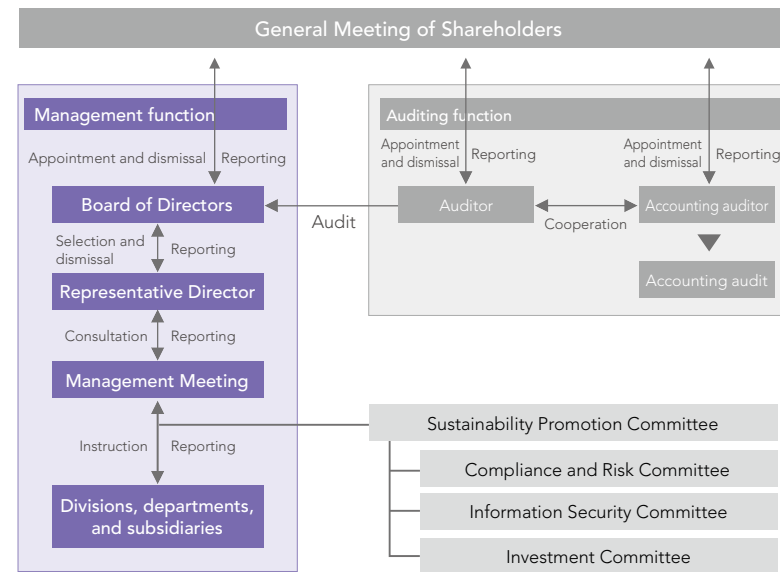 General Meeting of Shareholders
Management function
Auditing function
Appointment and dismissal
Reporting
Appointment
and dismissal
Reporting
Appointment
and dismissal
Reporting
Board of Directors
Audit
Auditor
Cooperation
Accounting auditor
Selection and
dismissal
Reporting
Accounting audit
Representative Director
Consultation
Reporting
Management Meeting
Instruction
Reporting
Sustainability Promotion Committee
Compliance and Risk Committee
Divisions, departments,
and subsidiaries
Information Security Committee
Investment Committee